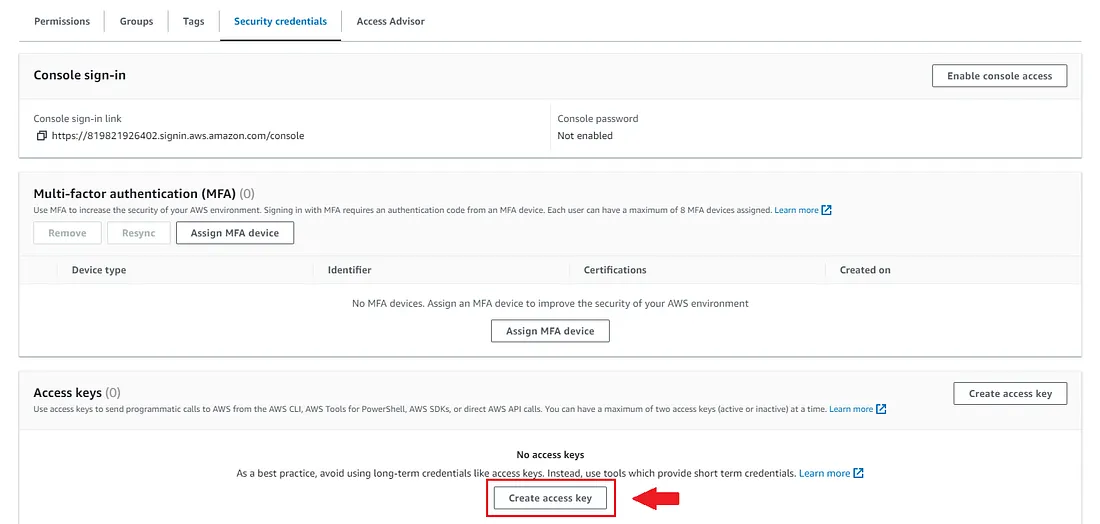 Permissions
Groups
Tags
Security credentials
Access Advisor
Console sign-in
Enable console access
Console sign-in link
https://819821926402.signin.aws.amazon.com/console
Console password
Not enabled
Multi-factor authentication (MFA) (0)
Use MFA to increase the security of your AWS environment. Signing in with MFA requires an authentication code from an MFA device. Each user can have a maximum of 8 MFA devices assigned. Learn more
Remove
Resync
Assign MFA device
Device type
Identifier
Certifications
Created on
No MFA devices. Assign an MFA device to improve the security of your AWS environment
Assign MFA device
Access keys (0)
Create access key
Use access keys to send programmatic calls to AWS from the AWS CLI, AWS Tools for PowerShell, AWS SDKs, or direct AWS API calls. You can have a maximum of two access keys (active or inactive) at a time. Learn more
No access keys
As a best practice, avoid using long-term credentials like access keys. Instead, use tools which provide short term credentials. Learn more
Create access key